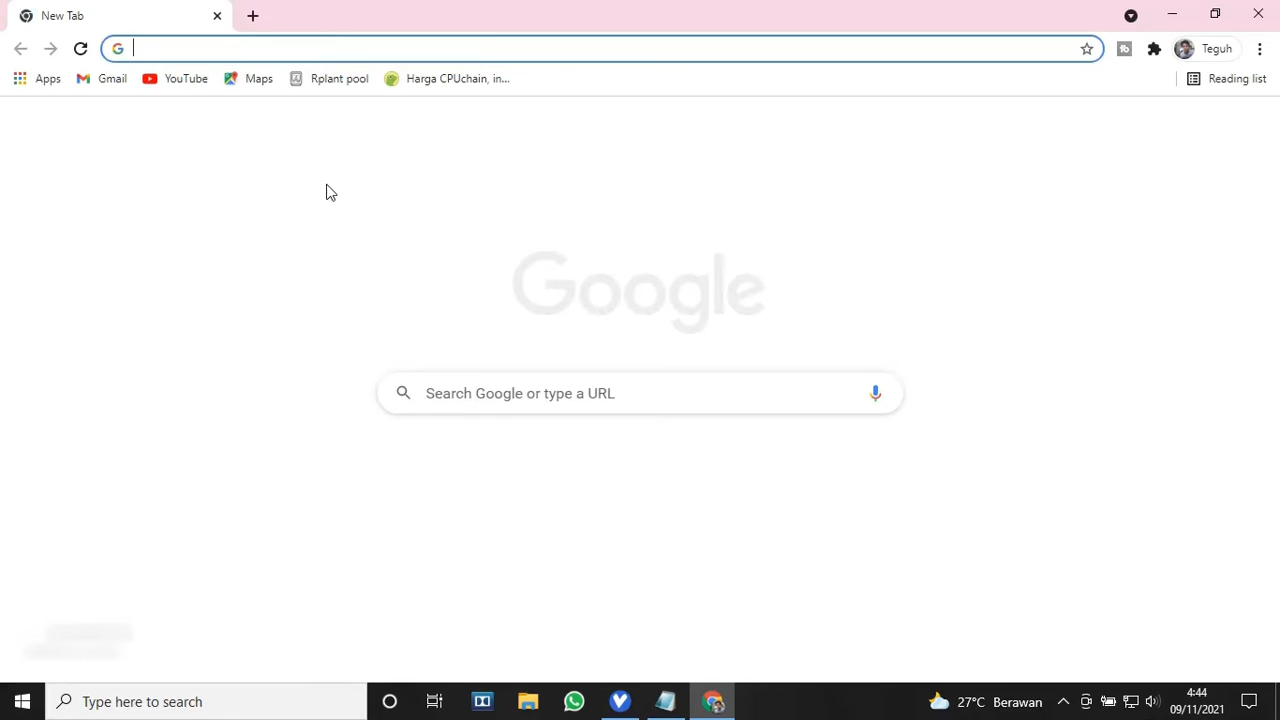 New Tab
Teguh
Apps Gmail YouTube Maps Rplant pool Harga CPUchain, in... Reading list
Google
Search Google or type a URL
Type here to search
27°C Berawan
4:44
09/11/2021